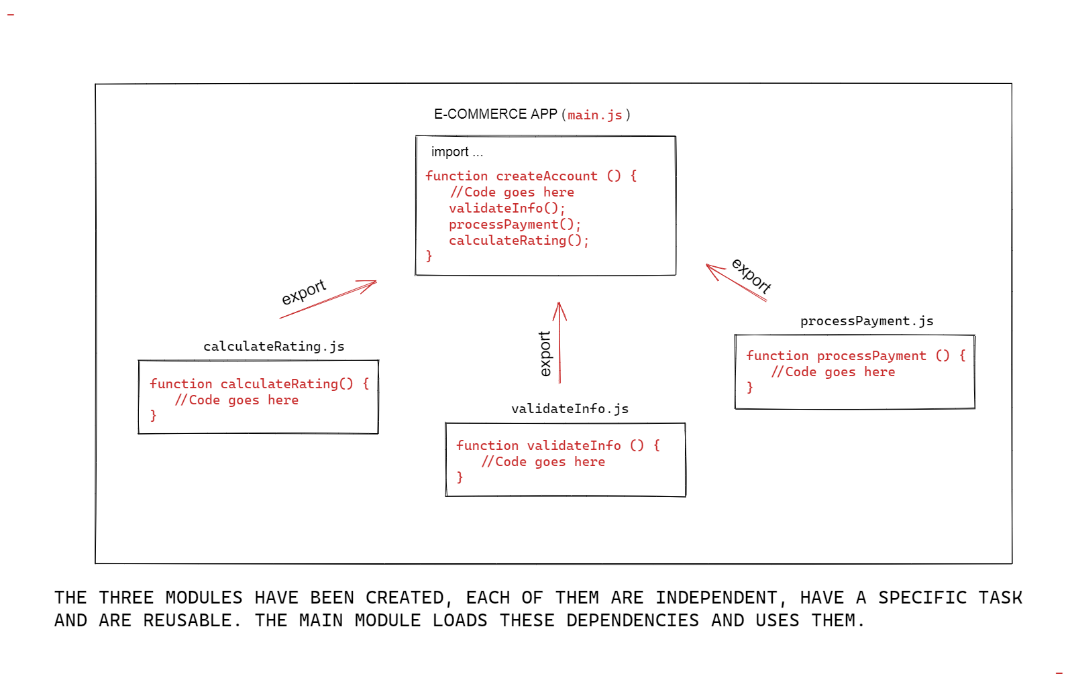 E-COMMERCE APP (main.js)
import ...
function createAccount () {
//Code goes here
validateInfo();
processPayment();
calculateRating();
}
export
export
export
calculateRating.js
function calculateRating() {
//Code goes here
}
validateInfo.js
function validateInfo () {
//Code goes here
}
processPayment.js
function processPayment () {
//Code goes here
}
THE THREE MODULES HAVE BEEN CREATED, EACH OF THEM ARE INDEPENDENT, HAVE A SPECIFIC TASK
AND ARE REUSABLE. THE MAIN MODULE LOADS THESE DEPENDENCIES AND USES THEM.